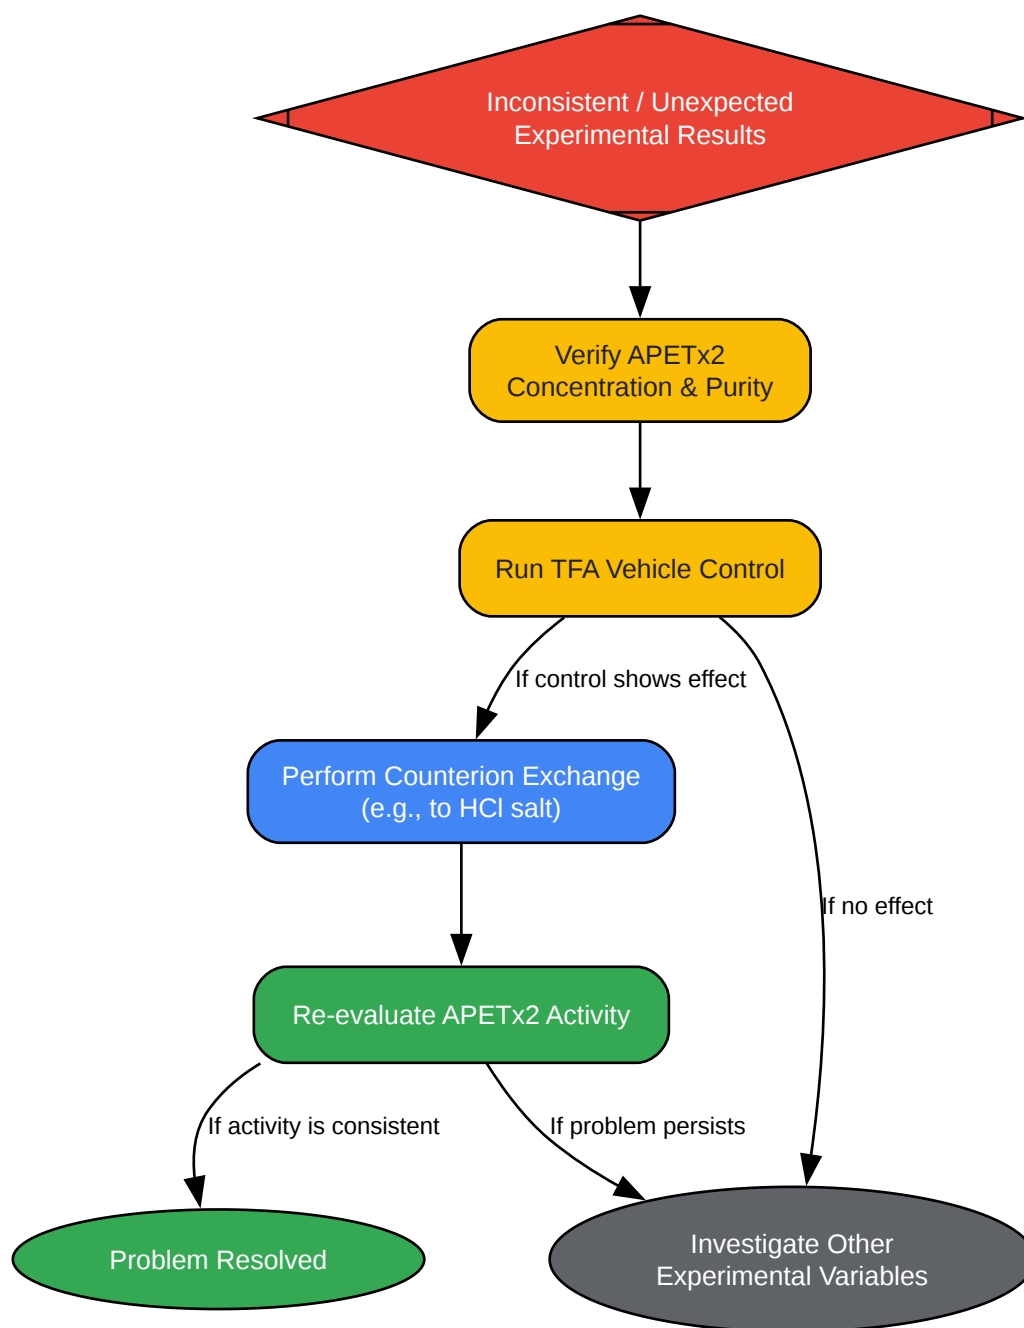 Inconsistent / Unexpected
Experimental Results
Verify APETx2
Concentration & Purity
Run TFA Vehicle Control
If control shows effect
Perform Counterion Exchange
(e.g., to HCl salt)
If no effect
Re-evaluate APETx2 Activity
If activity is consistent
If problem persists
Problem Resolved
Investigate Other
Experimental Variables